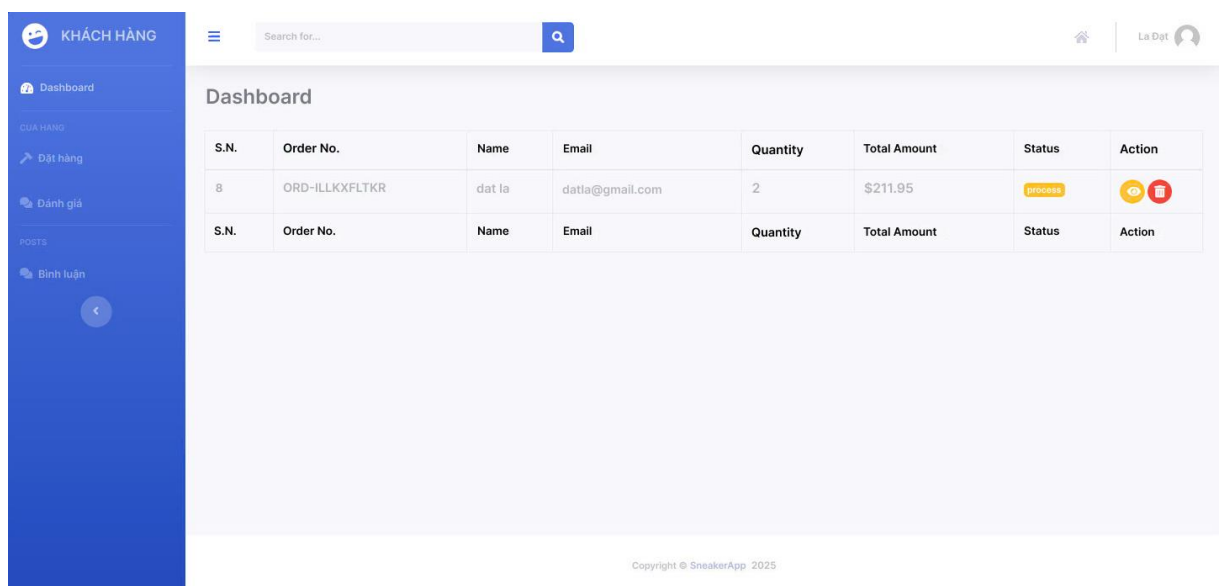 KHÁCH HÀNG
Search for...
La Đạt
Dashboard
CUA HANG
Đặt hàng
Đánh giá
POSTS
Bình luận
Dashboard
S.N. Order No. Name Email Quantity Total Amount Status Action
8 ORD-ILLKXFLTKR dat la datla@gmail.com 2 $211.95 process
S.N. Order No. Name Email Quantity Total Amount Status Action
Copyright © SneakerApp 2025